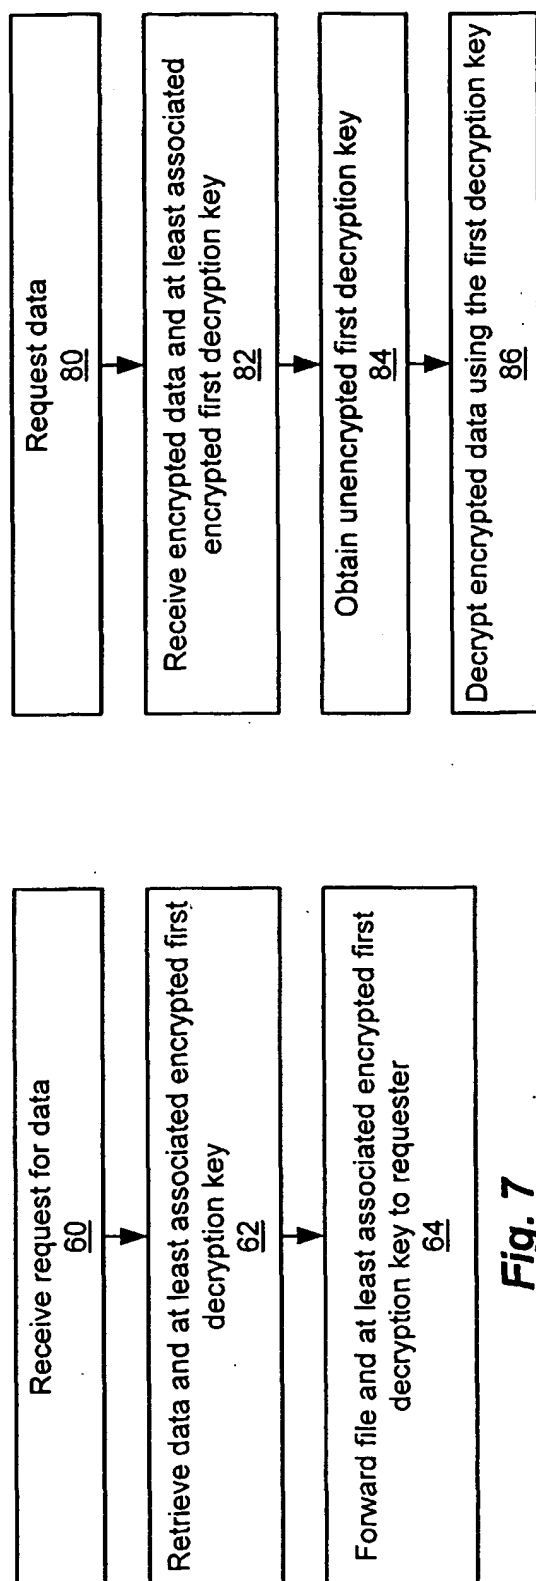 Receive request for data
60
Retrieve data and at least associated encrypted first
decryption key
62
Forward file and at least associated encrypted first
decryption key to requester
64
Fig. 7
Request data
80
Receive encrypted data and at least associated
encrypted first decryption key
82
Obtain unencrypted first decryption key
84
Decrypt encrypted data using the first decryption key
86